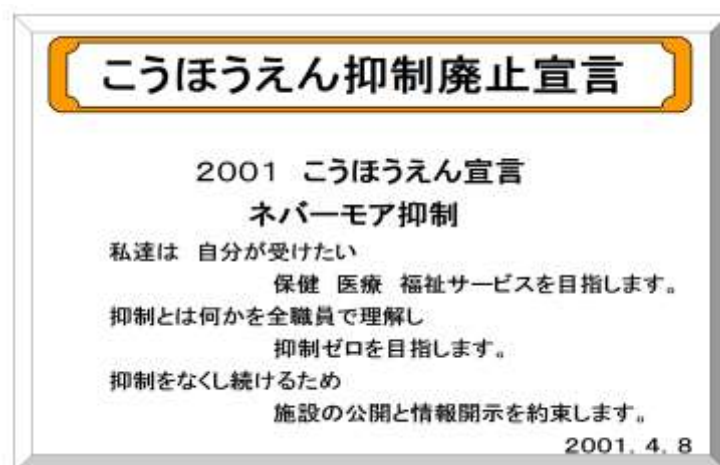 こうほうえん抑制廃止宣言
2001 こうほうえん宣言
ネバーモア抑制
私達は 自分が受けたい
保健 医療 福祉サービスを目指します。
抑制とは何かを全職員で理解し
抑制ゼロを目指します。
抑制をなくし続けるため
施設の公開と情報開示を約束します。
2001．4．8